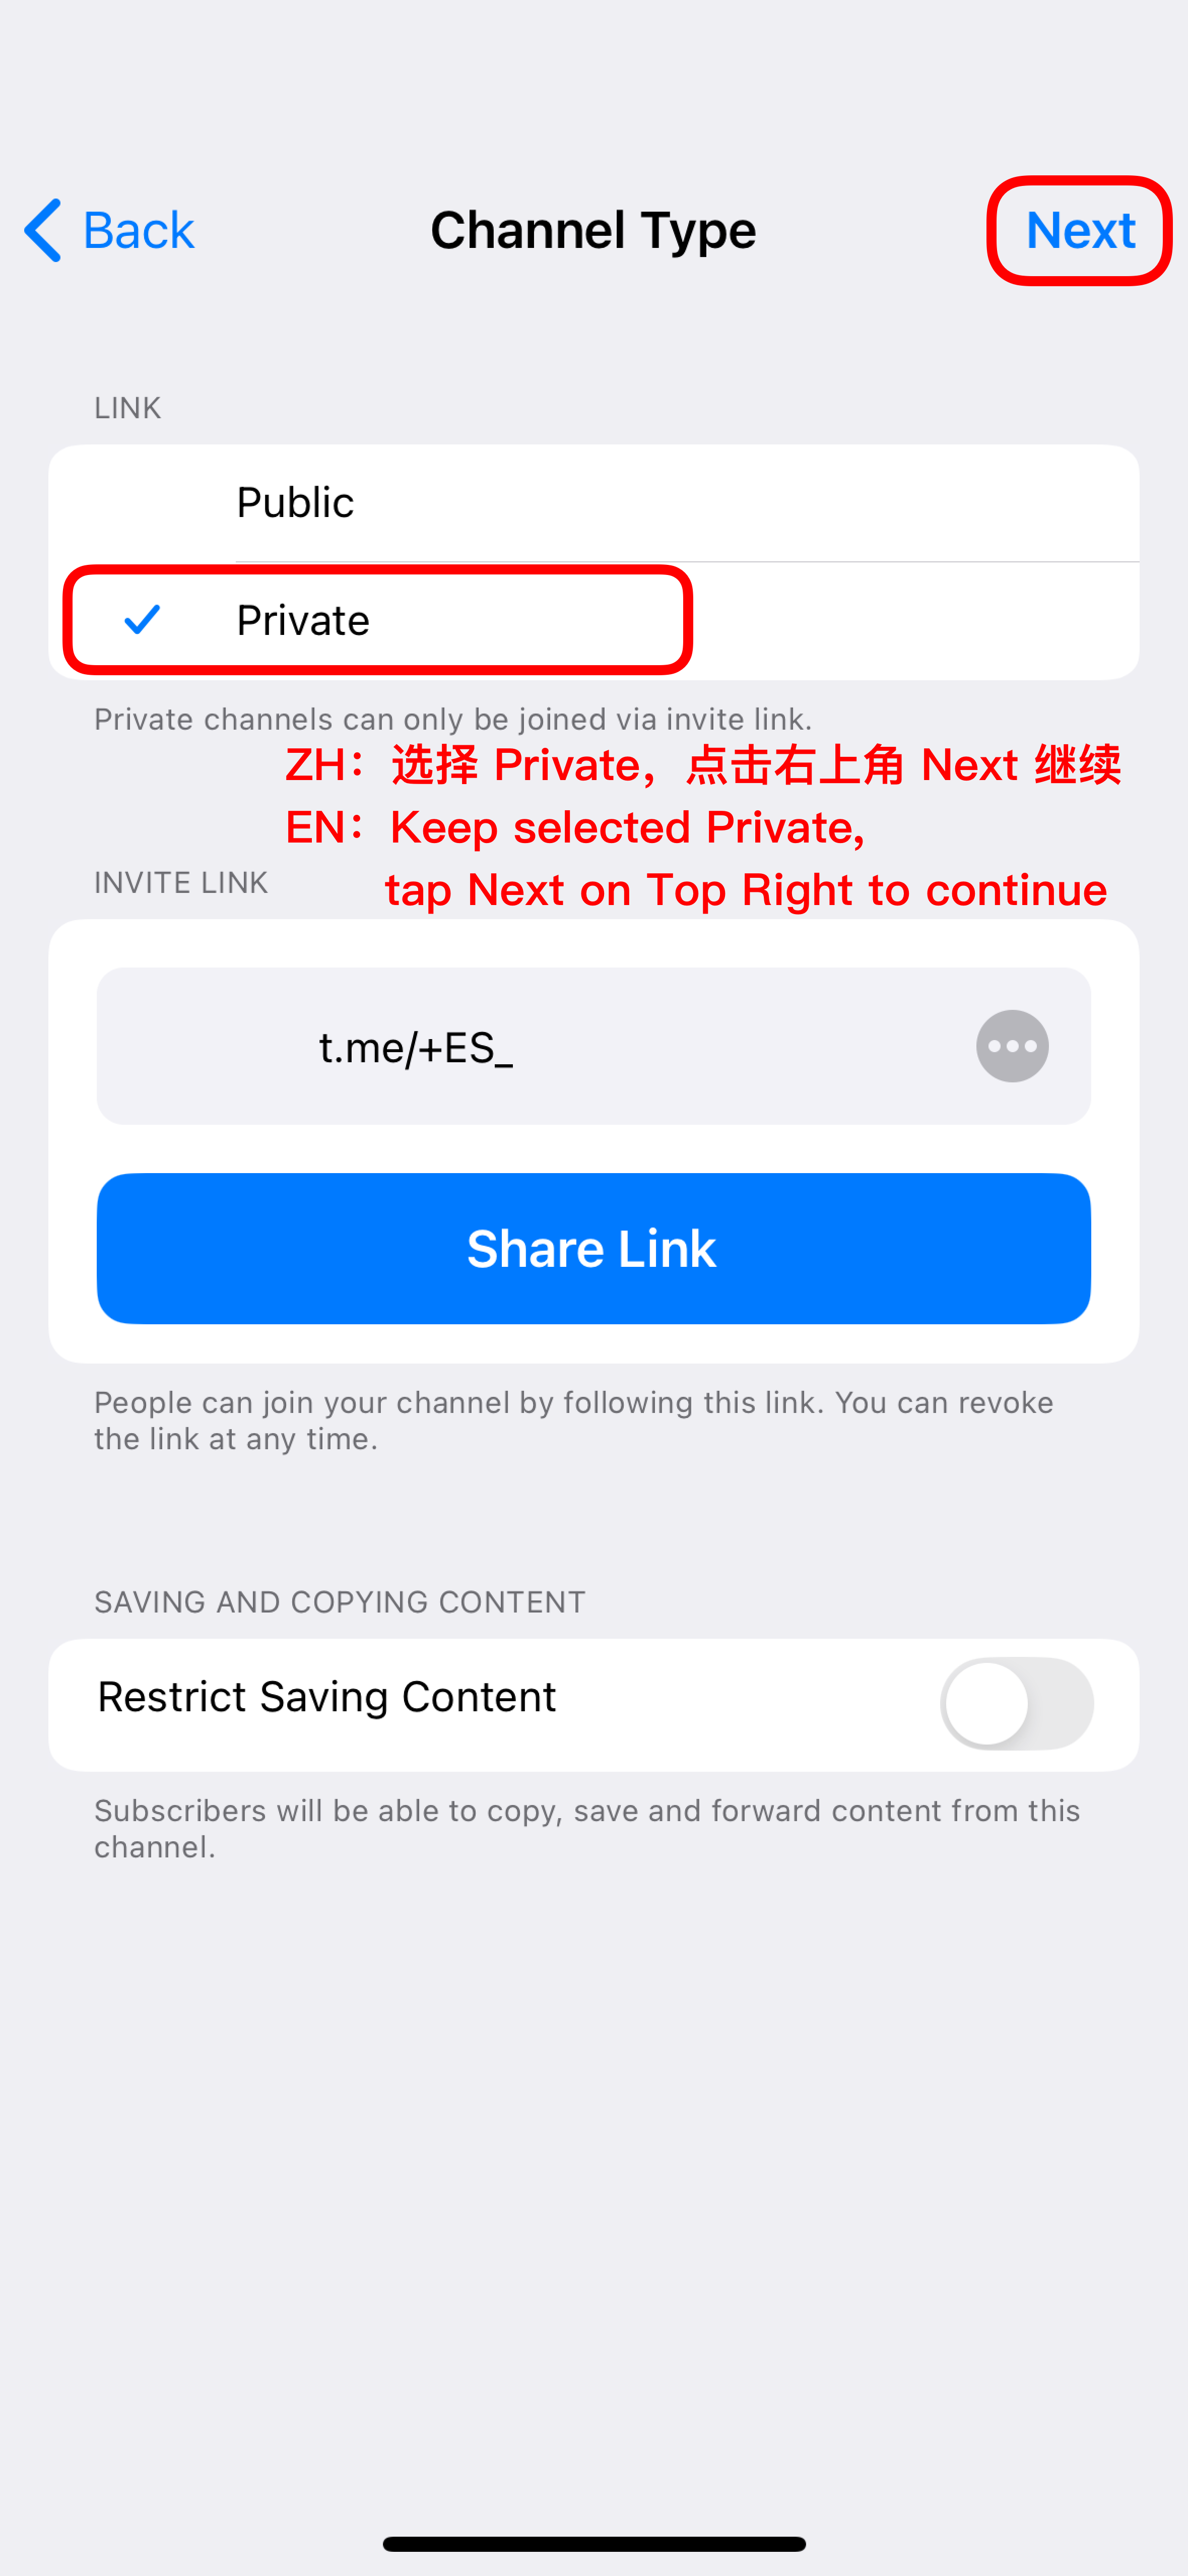 Back
Channel Type
Next
LINK
Public
Private
Private channels can only be joined via invite link.
ZH：选择 Private，点击右上角 Next 继续
EN：Keep selected Private,
tap Next on Top Right to continue
INVITE LINK
t.me/+ES_
Share Link
People can join your channel by following this link. You can revoke
the link at any time.
SAVING AND COPYING CONTENT
Restrict Saving Content
Subscribers will be able to copy, save and forward content from this
channel.